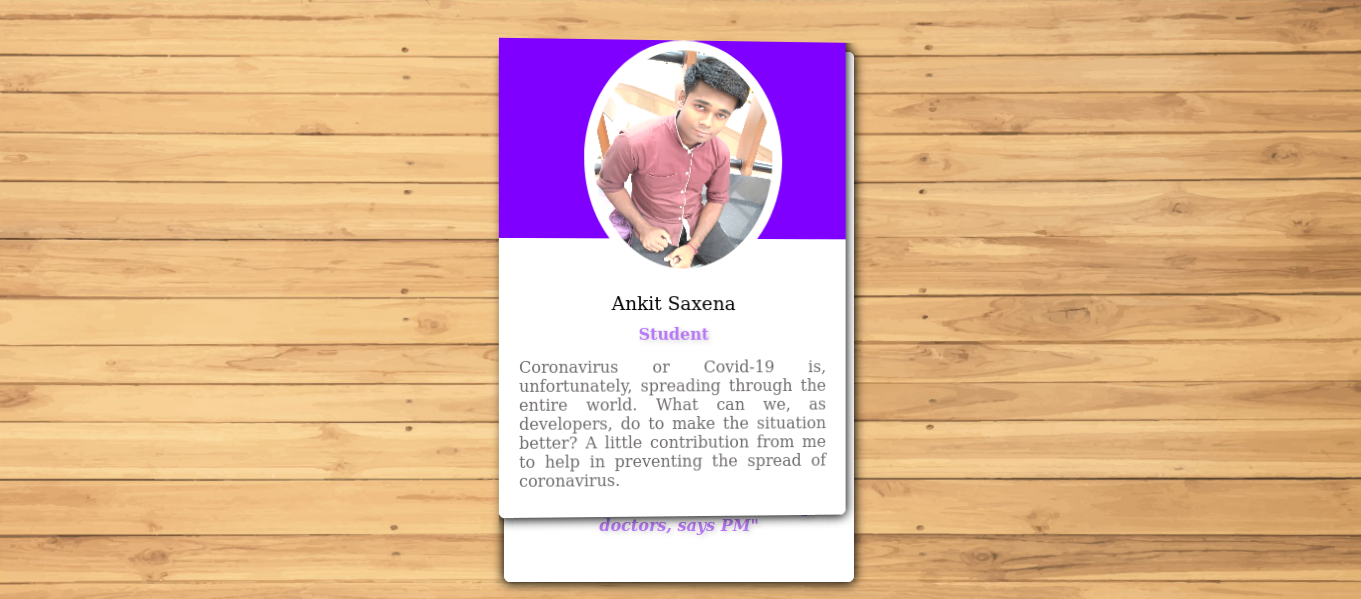 Ankit Saxena
Student
Coronavirus or Covid-19 is,
unfortunately, spreading through the
entire world. What can we, as
developers, do to make the situation
better? A little contribution from me
to help in preventing the spread of
coronavirus.
doctors, says PM"